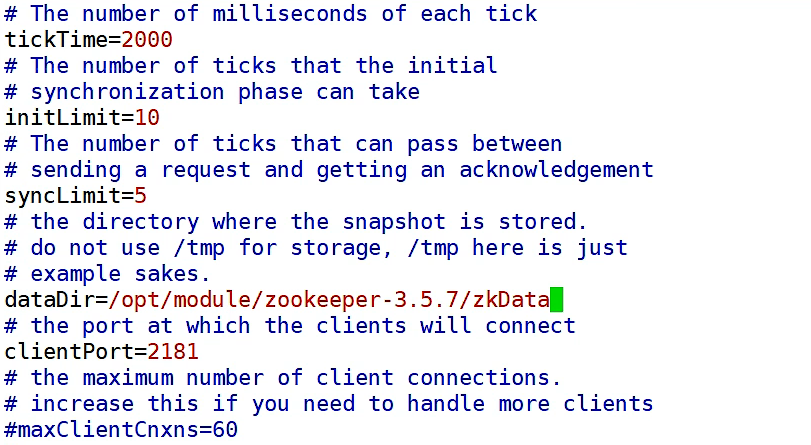 # The number of milliseconds of each tick
tickTime=2000
# The number of ticks that the initial
# synchronization phase can take
initLimit=10
# The number of ticks that can pass between
# sending a request and getting an acknowledgement
syncLimit=5
# the directory where the snapshot is stored.
# do not use /tmp for storage, /tmp here is just
# example sakes.
dataDir=/opt/module/zookeeper-3.5.7/zkData
# the port at which the clients will connect
clientPort=2181
# the maximum number of client connections.
# increase this if you need to handle more clients
#maxClientCnxns=60